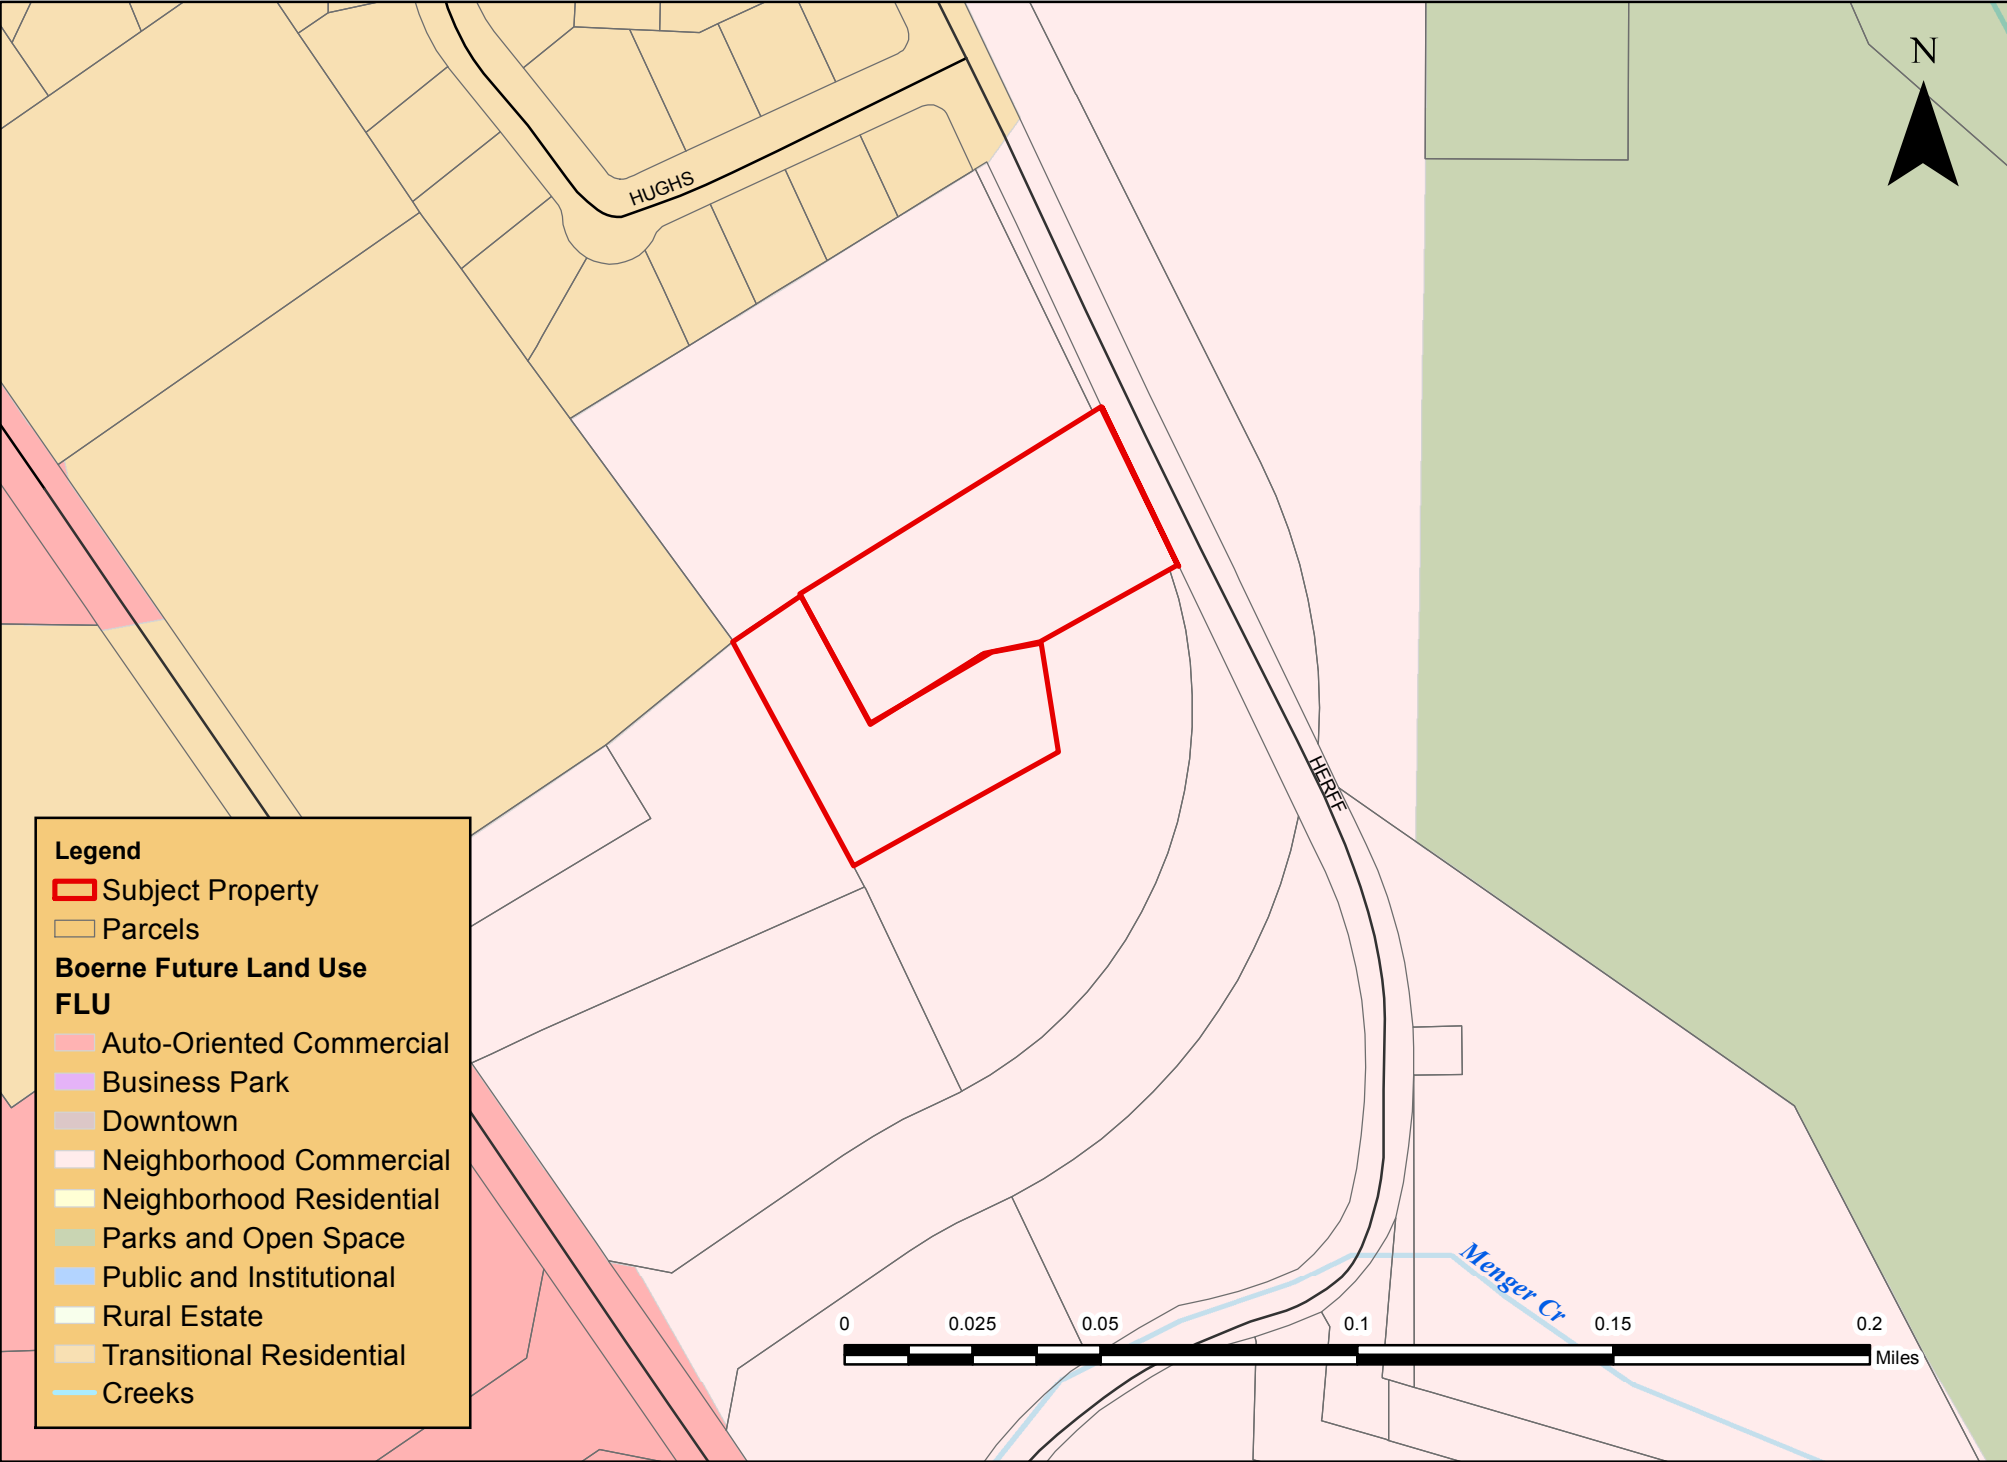 N
HUGHS
HERFF
Legend
Subject Property
Parcels
Boerne Future Land Use
FLU
Auto-Oriented Commercial
Business Park
Downtown
Neighborhood Commercial
Neighborhood Residential
Parks and Open Space
Public and Institutional
Rural Estate
Transitional Residential
Creeks
Menger Cr
0 0.025 0.05 0.1 0.15 0.2
Miles